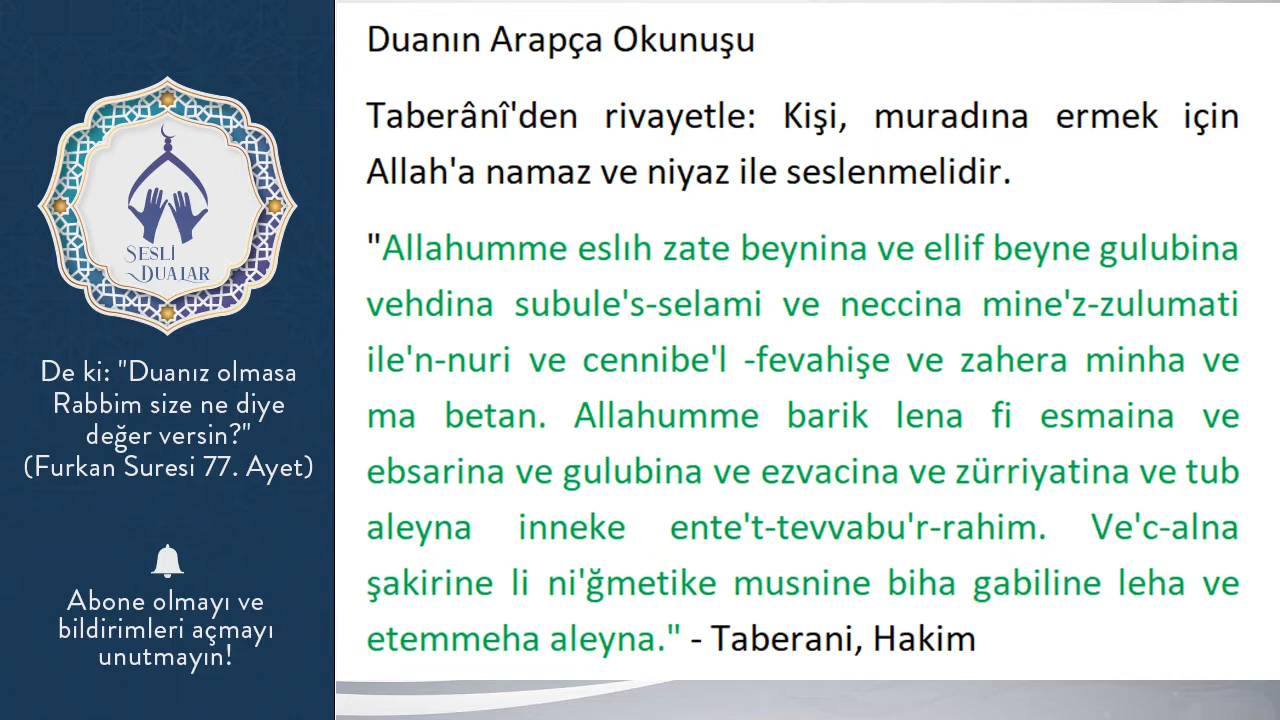 SESLİ
DUALAR
De ki: "Duanız olmasa
Rabbim size ne diye
değer versin?"
(Furkan Suresi 77. Ayet)
Abone olmayı ve
bildirimleri açmayı
unutmayın!
Duanın Arapça Okunuşu
Taberânî'den rivayetle: Kişi, muradına ermek için
Allah'a namaz ve niyaz ile seslenmelidir.
"Allahumme eslıh zate beynina ve ellif beyne gulubina
vehdina subule's-selami ve neccina mine'z-zulumati
ile'n-nuri ve cennibe'l -fevahişe ve zahera minha ve
ma betan. Allahumme barik lena fi esmaina ve
ebsarina ve gulubina ve ezvacina ve zürriyatina ve tub
aleyna inneke ente't-tevvabu'r-rahim. Ve'c-alna
şakirine li ni'ğmetike musnine biha gabiline leha ve
etemmeha aleyna." - Taberani, Hakim